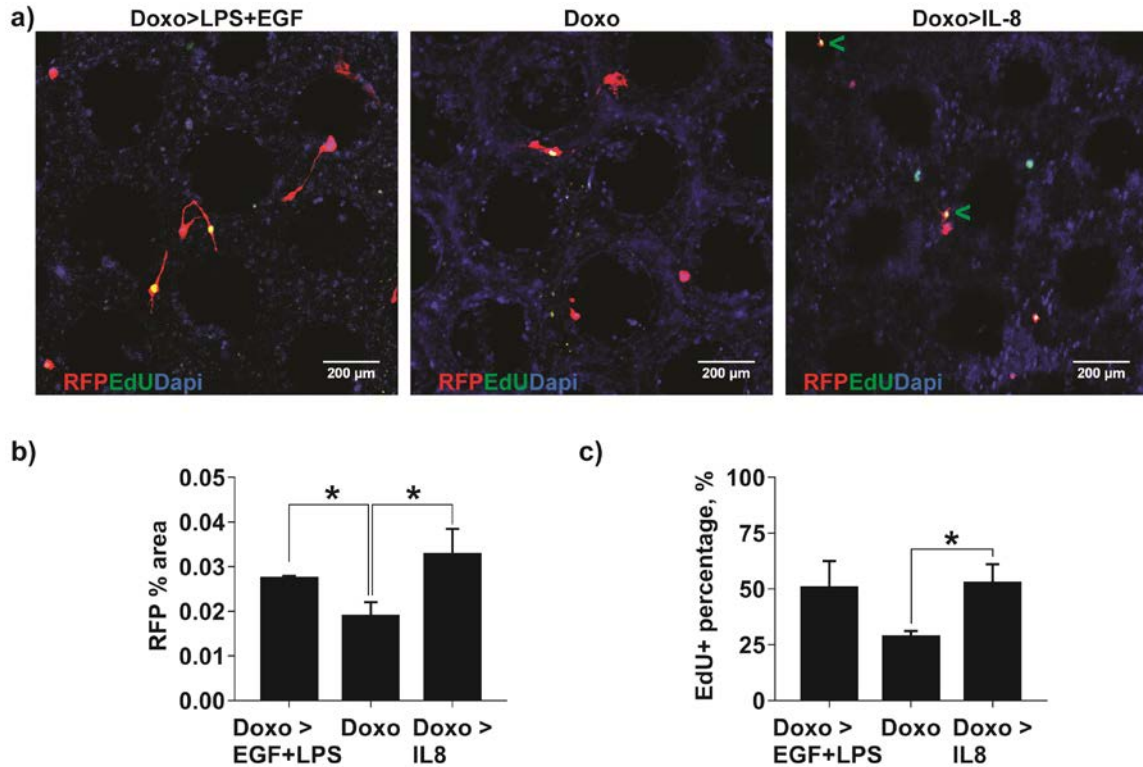 a)
Doxo>LPS+EGF
Doxo
Doxo>IL-8
<
<
200 µm
200 µm
200 µm
RFPEdUDapi
RFPEdUDapi
RFPEdUDapi
b)
RFP % area
0.05
0.04
0.03
0.02
0.01
0.00
*
*
Doxo >
EGF+LPS
Doxo
Doxo >
IL8
c)
EdU+ percentage, %
100
75
50
25
0
*
Doxo >
EGF+LPS
Doxo
Doxo >
IL8